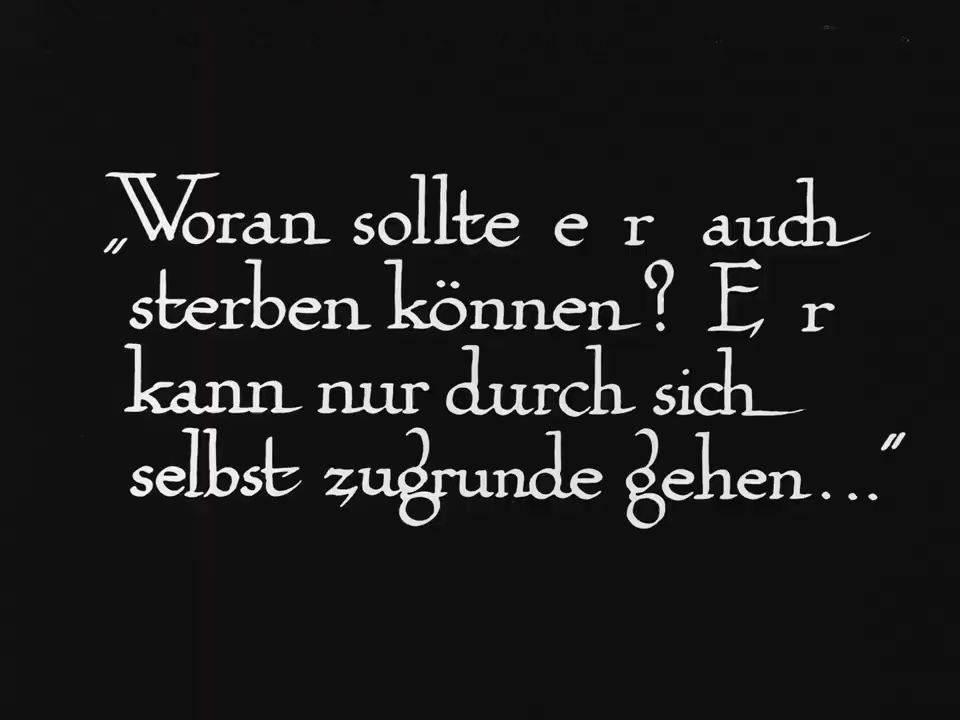 „Woran sollte e r auch
sterben können? E r
kann nur durch sich
selbst zugrunde gehen..."